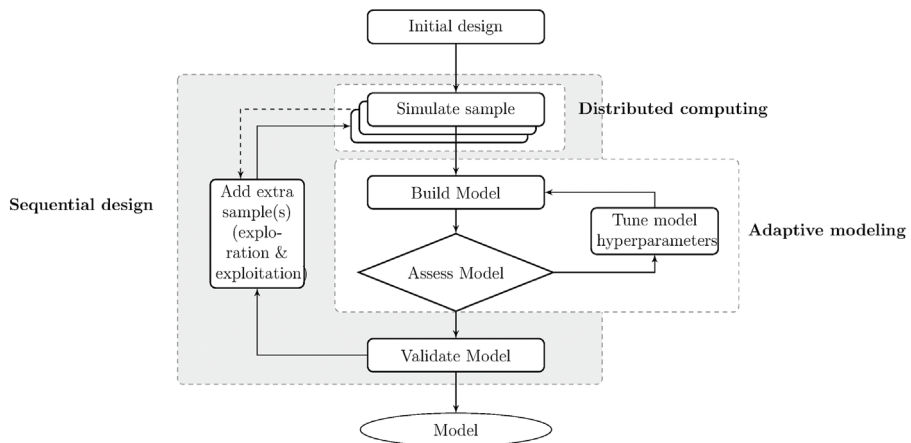 Initial design
Simulate sample
Distributed computing
Build Model
Add extra
sample(s)
(explo-
ration &
exploitation)
Sequential design
Tune model
hyperparameters
Adaptive modeling
Assess Model
Validate Model
Model